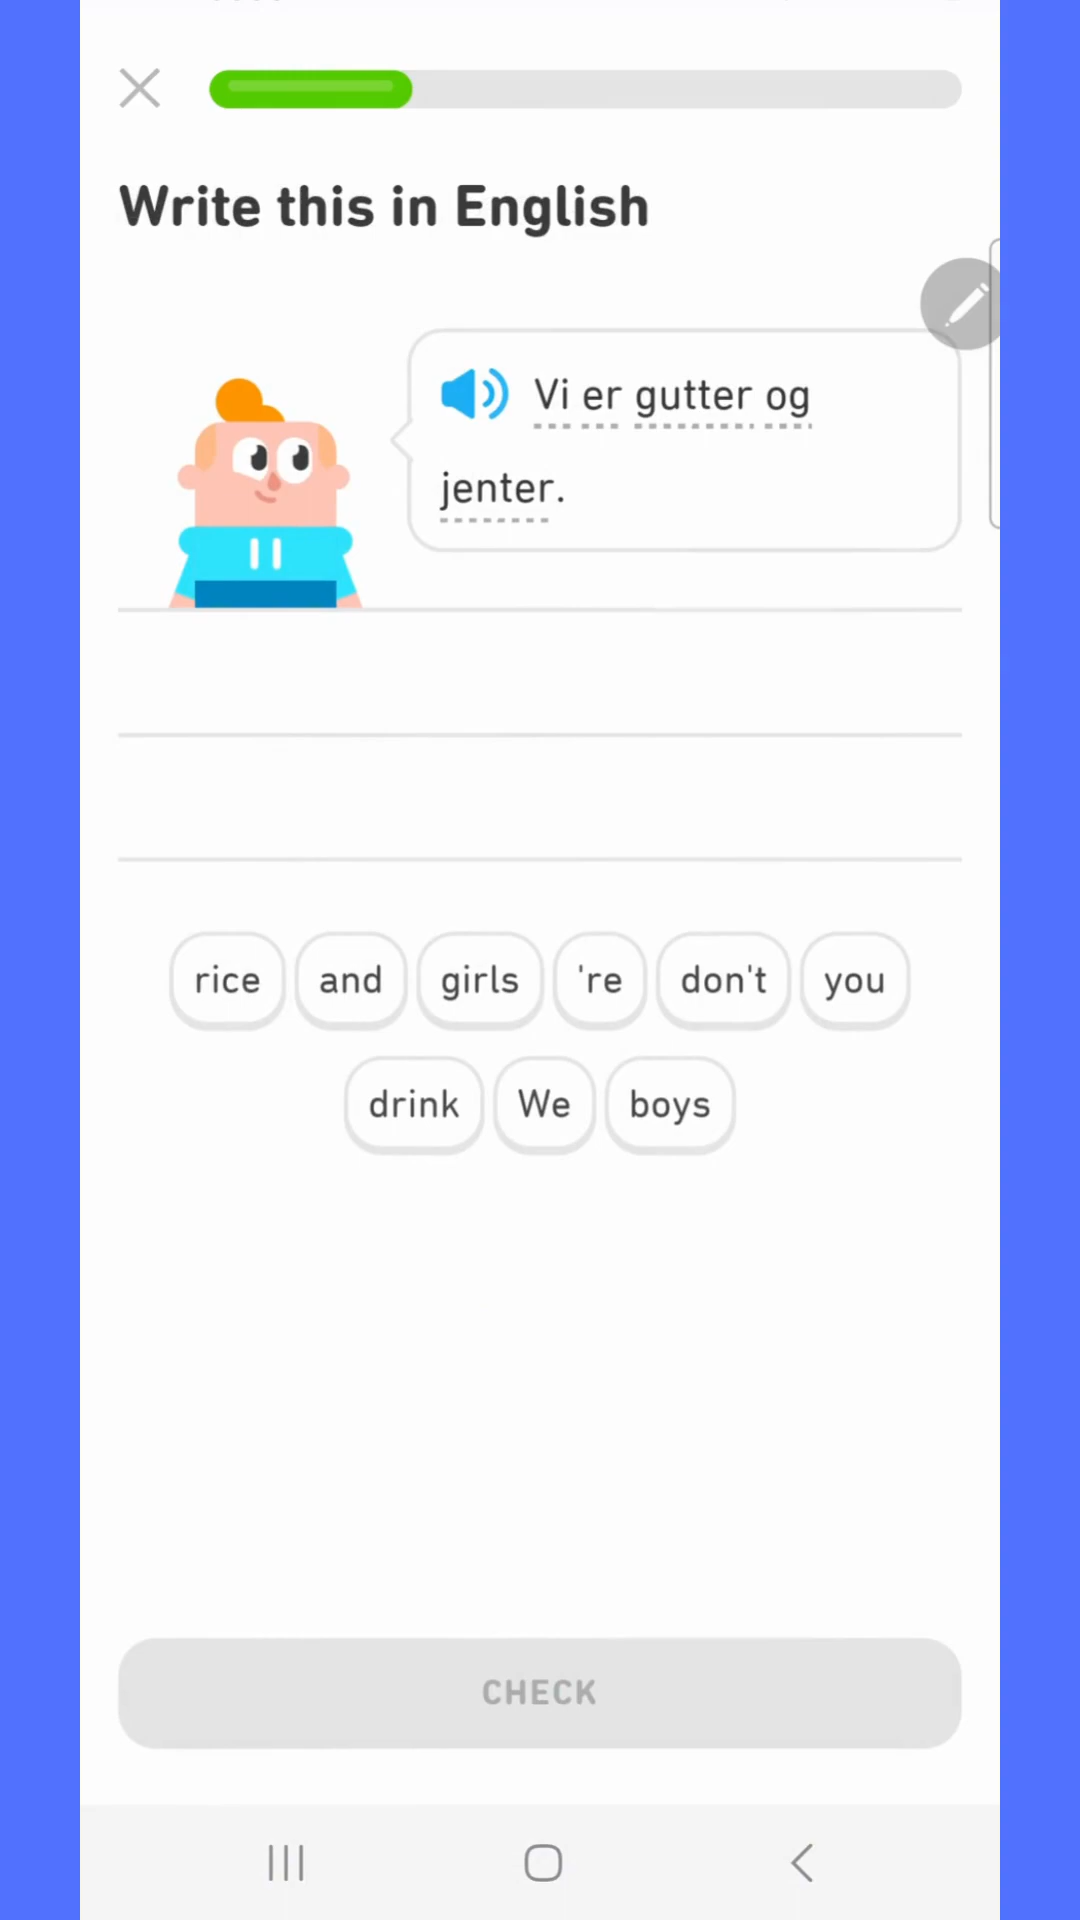 Write this in English
Vi er gutter og
jenter.
rice and girls 're don't you
drink We boys
CHECK